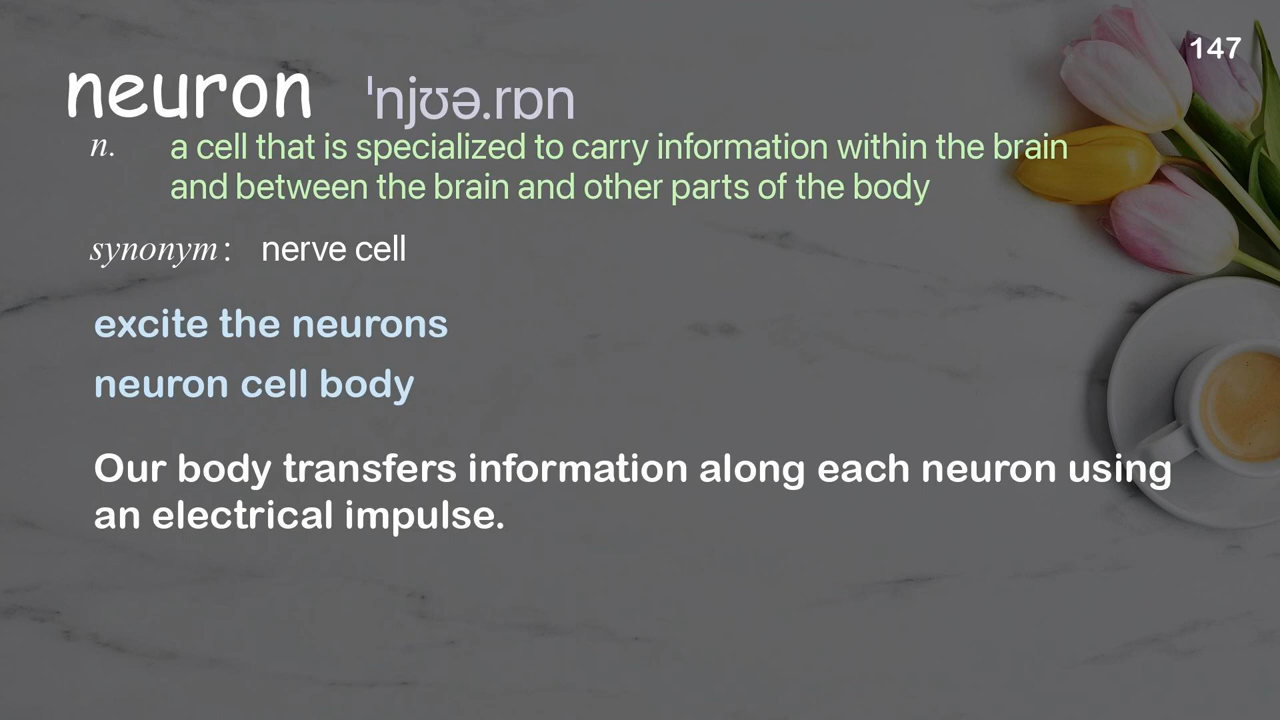 147
neuron ˈnjʊə.rɒn
n. a cell that is specialized to carry information within the brain
and between the brain and other parts of the body
synonym: nerve cell
excite the neurons
neuron cell body
Our body transfers information along each neuron using
an electrical impulse.